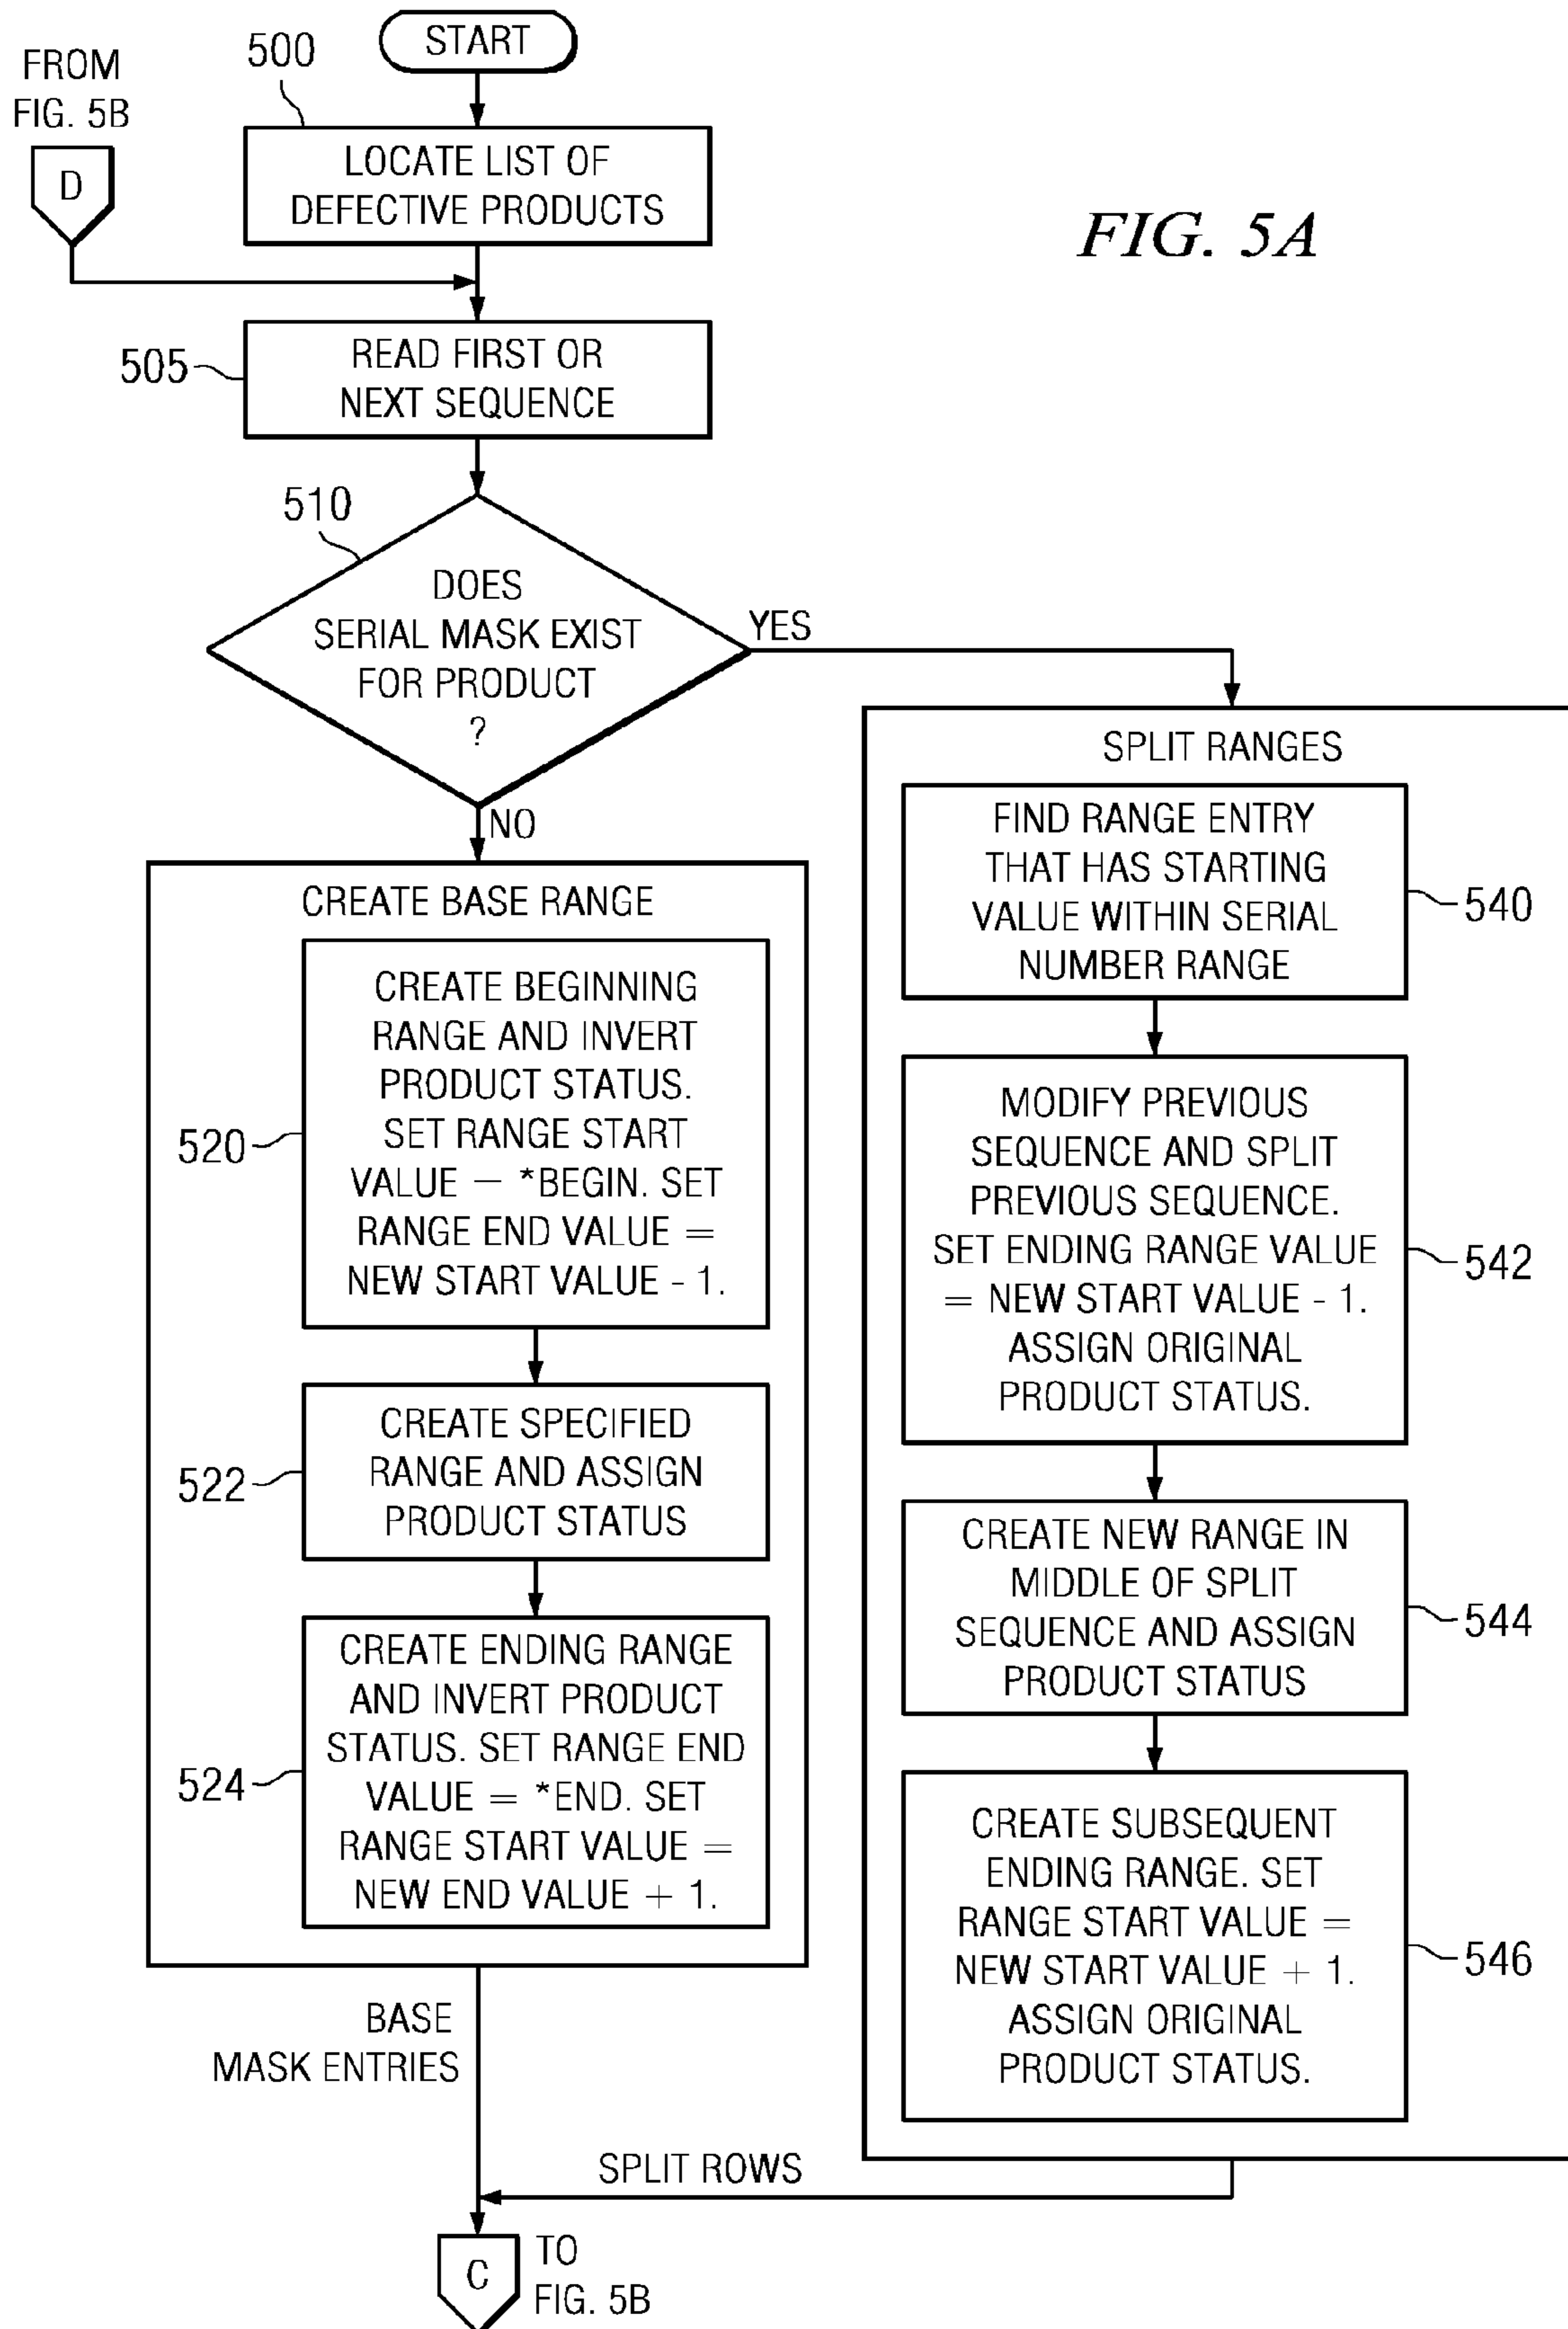 START
500
FROM
FIG. 5B
D
LOCATE LIST OF
DEFECTIVE PRODUCTS
FIG. 5A
505
READ FIRST OR
NEXT SEQUENCE
510
DOES
SERIAL MASK EXIST
FOR PRODUCT
?
YES
NO
CREATE BASE RANGE
520
CREATE BEGINNING
RANGE AND INVERT
PRODUCT STATUS.
SET RANGE START
VALUE – *BEGIN. SET
RANGE END VALUE =
NEW START VALUE - 1.
522
CREATE SPECIFIED
RANGE AND ASSIGN
PRODUCT STATUS
524
CREATE ENDING RANGE
AND INVERT PRODUCT
STATUS. SET RANGE END
VALUE = *END. SET
RANGE START VALUE =
NEW END VALUE + 1.
BASE
MASK ENTRIES
SPLIT RANGES
FIND RANGE ENTRY
THAT HAS STARTING
VALUE WITHIN SERIAL
NUMBER RANGE
540
MODIFY PREVIOUS
SEQUENCE AND SPLIT
PREVIOUS SEQUENCE.
SET ENDING RANGE VALUE
= NEW START VALUE - 1.
ASSIGN ORIGINAL
PRODUCT STATUS.
542
CREATE NEW RANGE IN
MIDDLE OF SPLIT
SEQUENCE AND ASSIGN
PRODUCT STATUS
544
CREATE SUBSEQUENT
ENDING RANGE. SET
RANGE START VALUE =
NEW START VALUE + 1.
ASSIGN ORIGINAL
PRODUCT STATUS.
546
SPLIT ROWS
C
TO
FIG. 5B